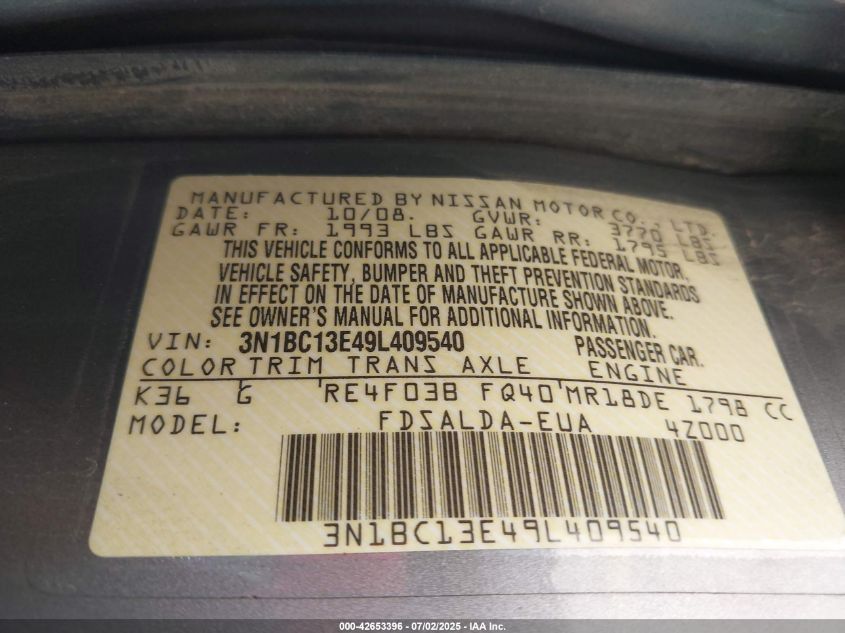 MANUFACTURED BY NISSAN MOTOR CO., LTD.
DATE: 10/08. GVWR: 3770 LBS
GAWR FR: 1993 LBS GAWR RR: 1795 LBS
THIS VEHICLE CONFORMS TO ALL APPLICABLE FEDERAL MOTOR
VEHICLE SAFETY, BUMPER AND THEFT PREVENTION STANDARDS
IN EFFECT ON THE DATE OF MANUFACTURE SHOWN ABOVE.
SEE OWNER'S MANUAL FOR ADDITIONAL INFORMATION.
VIN: 3N1BC13E49L409540 PASSENGER CAR.
COLOR TRIM TRANS AXLE ENGINE
K36 G RE4F03B FQ40 MR18DE 1798 CC
MODEL: FDSALDA-EUA 4Z000
3N1BC13E49L409540
000-42653396 - 07/02/2025 - IAA Inc.